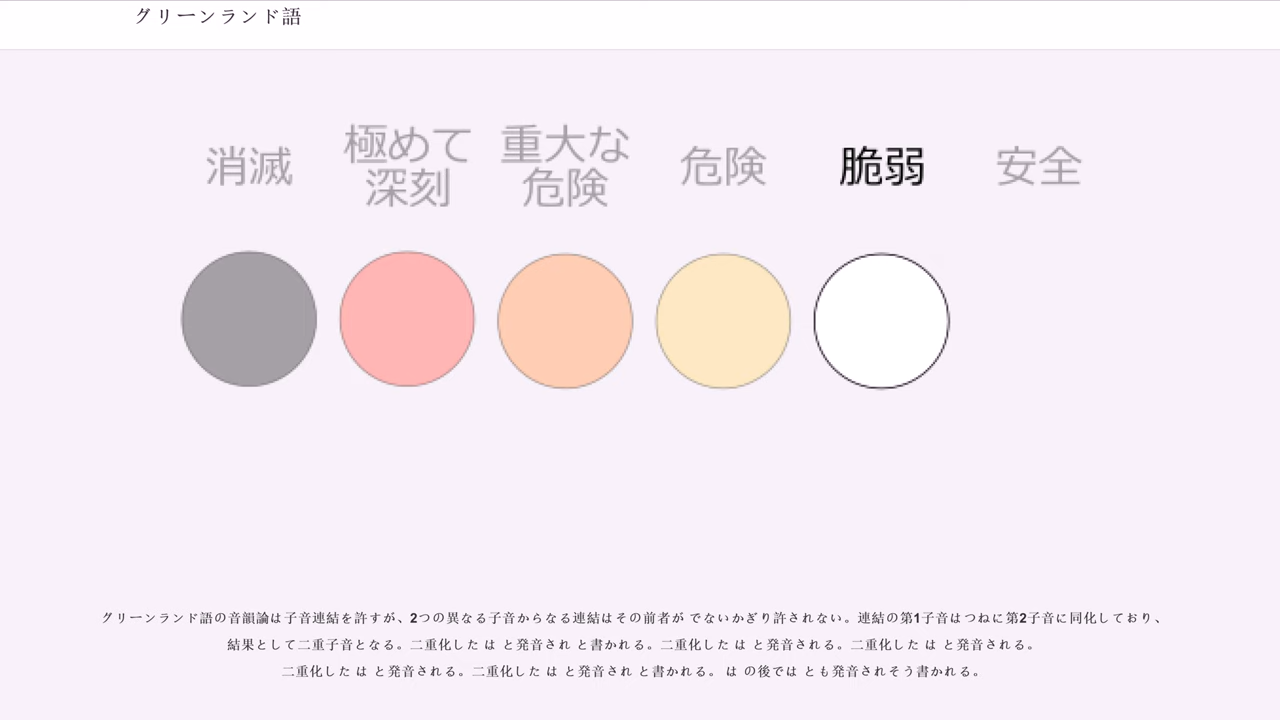 グリーンランド語
消滅
極めて
深刻
重大な
危険
危険
脆弱
安全
グリーンランド語の音韻論は子音連結を許すが、2つの異なる子音からなる連結はその前者が でないかぎり許されない。連結の第1子音はつねに第2子音に同化しており、
結果として二重子音となる。二重化した は と発音され と書かれる。二重化した は と発音される。二重化した は と発音される。
二重化した は と発音される。二重化した は と発音され と書かれる。 は の後では とも発音されそう書かれる。